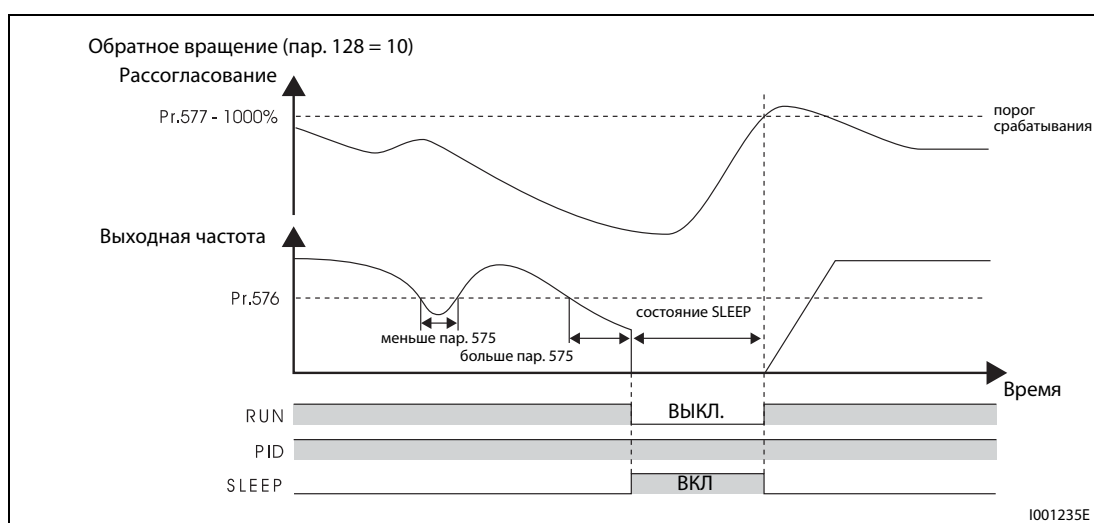 Обратное вращение (пар. 128 = 10)
Рассогласование
Pr.577 - 1000%
порог
срабатывания
Выходная частота
Pr.576
состояние SLEEP
меньше пар. 575
больше пар. 575
Время
RUN
ВЫКЛ.
PID
SLEEP
ВКЛ
I001235E